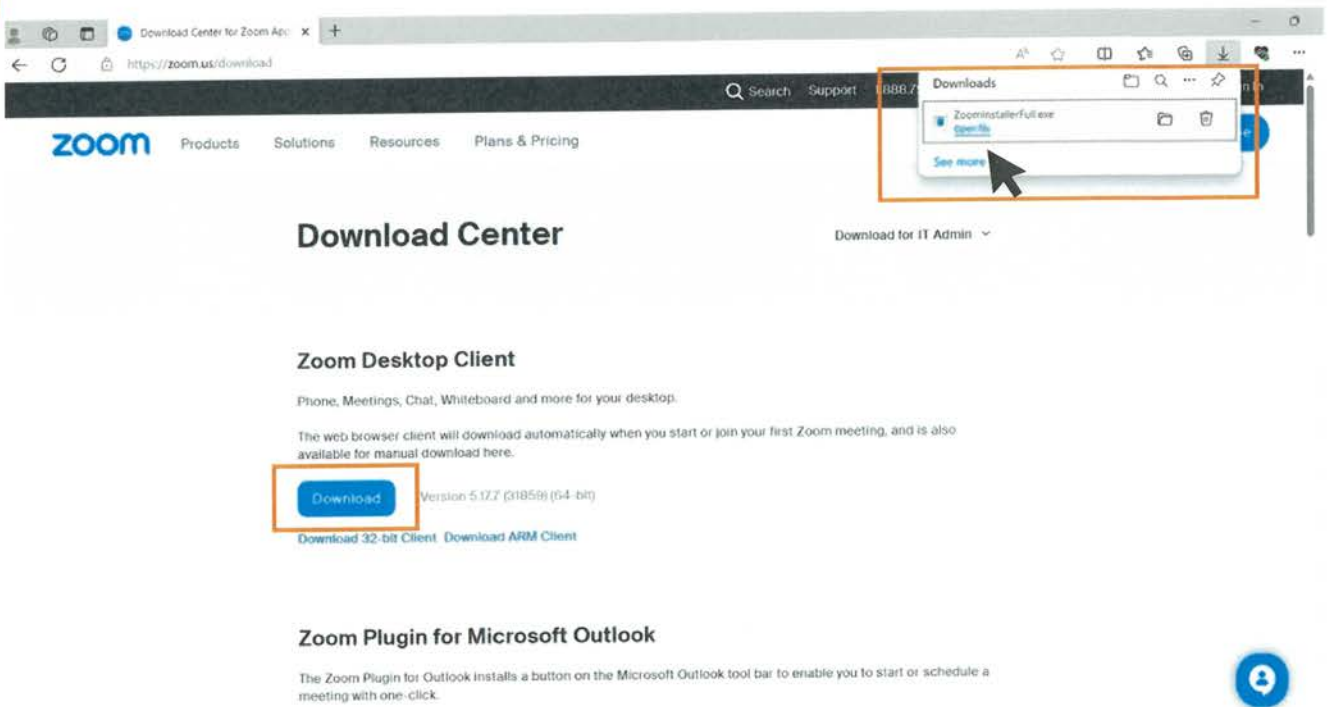 Download Center for Zoom Ap
https://zoom.us/download
Search Support 1.888.7
Downloads
ZoomInstallerFull.exe
Open file
See more
zoom Products Solutions Resources Plans & Pricing
Download Center
Download for IT Admin
Zoom Desktop Client
Phone, Meetings, Chat, Whiteboard and more for your desktop.
The web browser client will download automatically when you start or join your first Zoom meeting, and is also
available for manual download here.
Download Version 5.17.7 (31859) (64-bit)
Download 32-bit Client Download ARM Client
Zoom Plugin for Microsoft Outlook
The Zoom Plugin for Outlook installs a button on the Microsoft Outlook tool bar to enable you to start or schedule a
meeting with one-click.